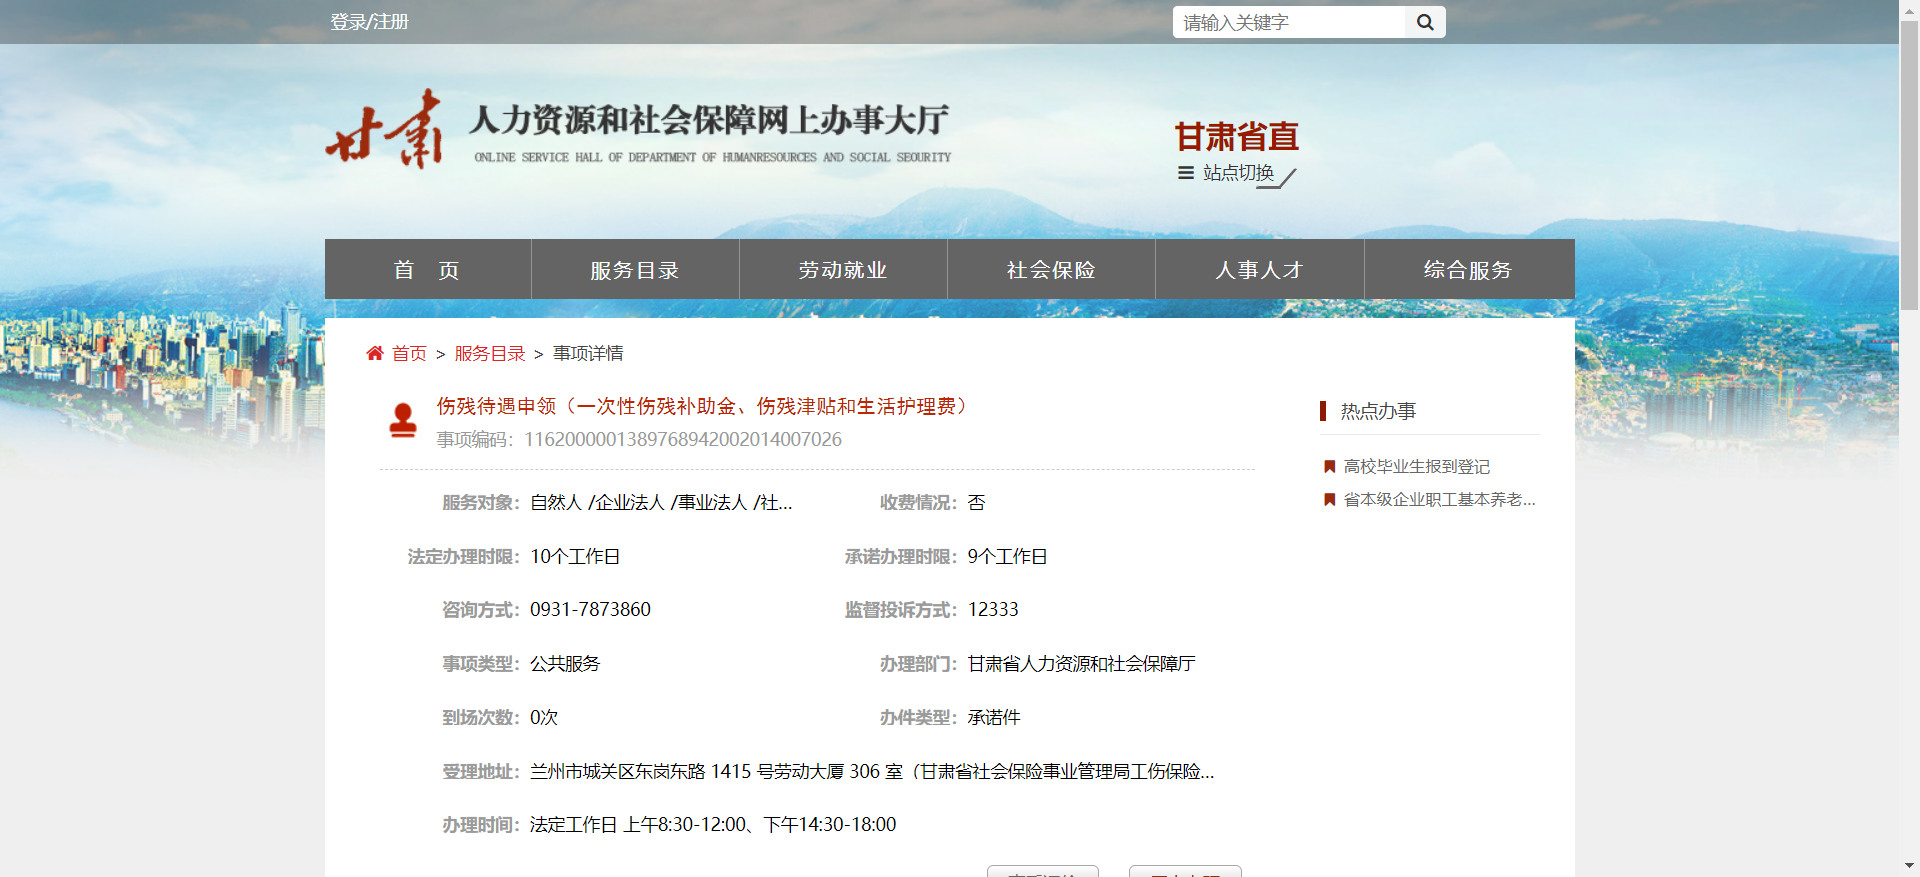 登录/注册
请输入关键字
甘肃 人力资源和社会保障网上办事大厅
ONLINE SERVICE HALL OF DEPARTMENT OF HUMANRESOURCES AND SOCIAL SEOURITY
甘肃省直
站点切换
首 页 服务目录 劳动就业 社会保险 人事人才 综合服务
首页 > 服务目录 > 事项详情
伤残待遇申领（一次性伤残补助金、伤残津贴和生活护理费）
事项编码：11620000013897689420020140070​26
热点办事
高校毕业生报到登记
省本级企业职工基本养老...
服务对象： 自然人 /企业法人 /事业法人 /社... 收费情况： 否
法定办理时限： 10个工作日 承诺办理时限： 9个工作日
咨询方式： 0931-7873860 监督投诉方式： 12333
事项类型： 公共服务 办理部门： 甘肃省人力资源和社会保障厅
到场次数： 0次 办件类型： 承诺件
受理地址： 兰州市城关区东岗东路 1415 号劳动大厦 306 室（甘肃省社会保险事业管理局工伤保险...
办理时间： 法定工作日 上午8:30-12:00、下午14:30-18:00